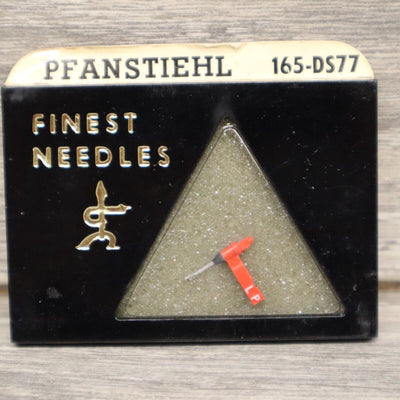 PFANSTIEHL 165-DS77
FINEST
NEEDLES
LP